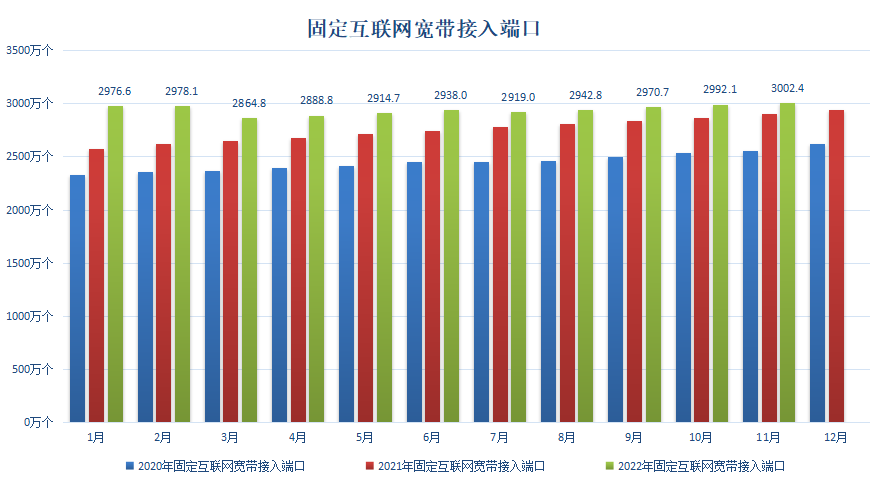 固定互联网宽带接入端口
3500万个
3000万个
2500万个
2000万个
1500万个
1000万个
500万个
0万个
2976.6
2978.1
2864.8
2888.8
2914.7
2938.0
2919.0
2942.8
2970.7
2992.1
3002.4
1月
2月
3月
4月
5月
6月
7月
8月
9月
10月
11月
12月
2020年固定互联网宽带接入端口
2021年固定互联网宽带接入端口
2022年固定互联网宽带接入端口